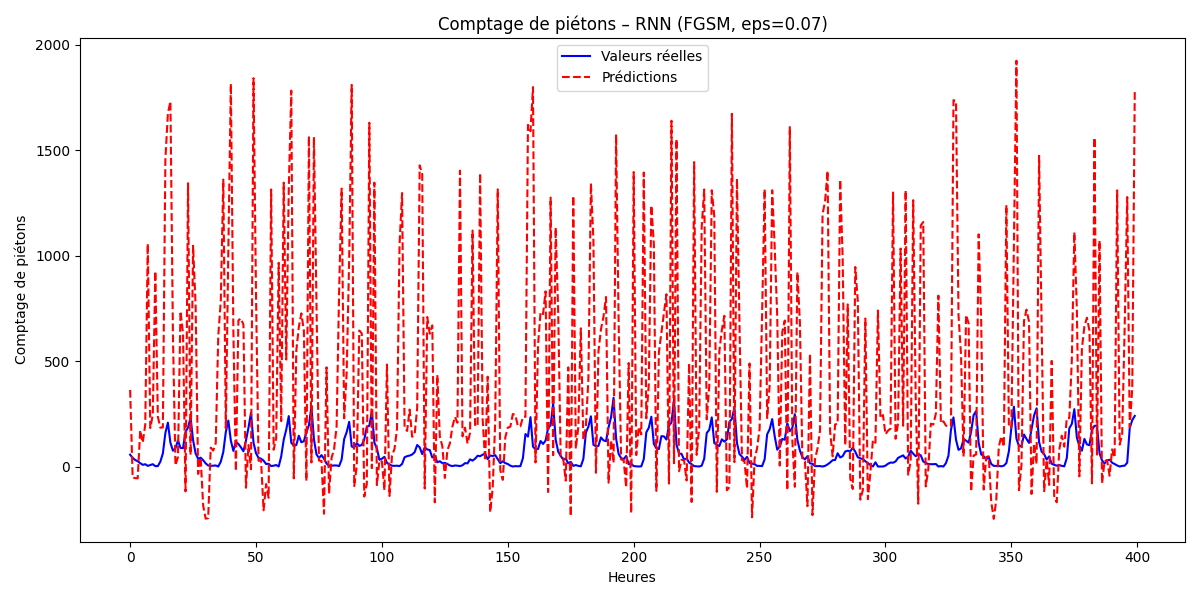 Comptage de piétons – RNN (FGSM, eps=0.07)
Valeurs réelles
Prédictions
Comptage de piétons
2000
1500
1000
500
0
0 50 100 150 200 250 300 350 400
Heures